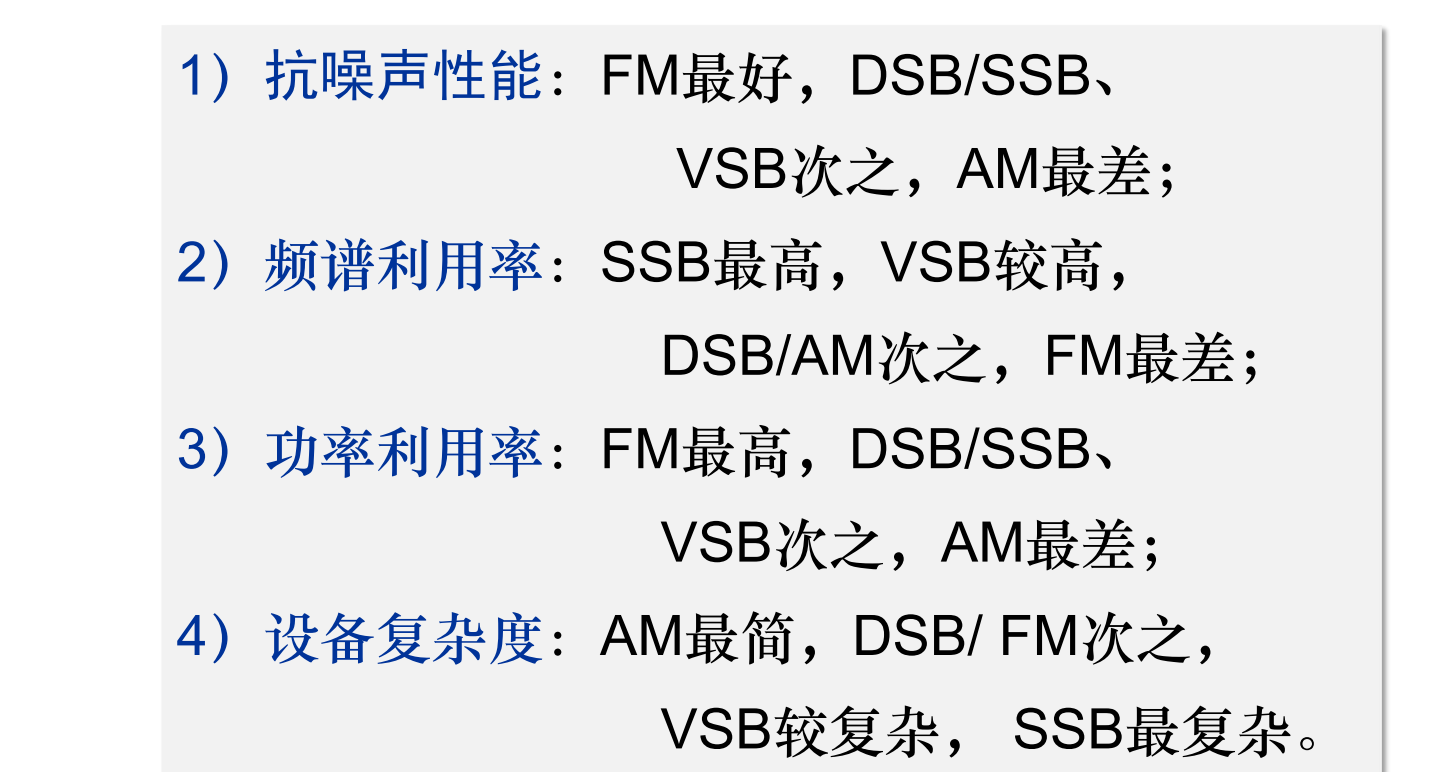 1）抗噪声性能：FM最好，DSB/SSB、
VSB次之，AM最差；
2）频谱利用率：SSB最高，VSB较高，
DSB/AM次之，FM最差；
3）功率利用率：FM最高，DSB/SSB、
VSB次之，AM最差；
4）设备复杂度：AM最简，DSB/ FM次之，
VSB较复杂， SSB最复杂。